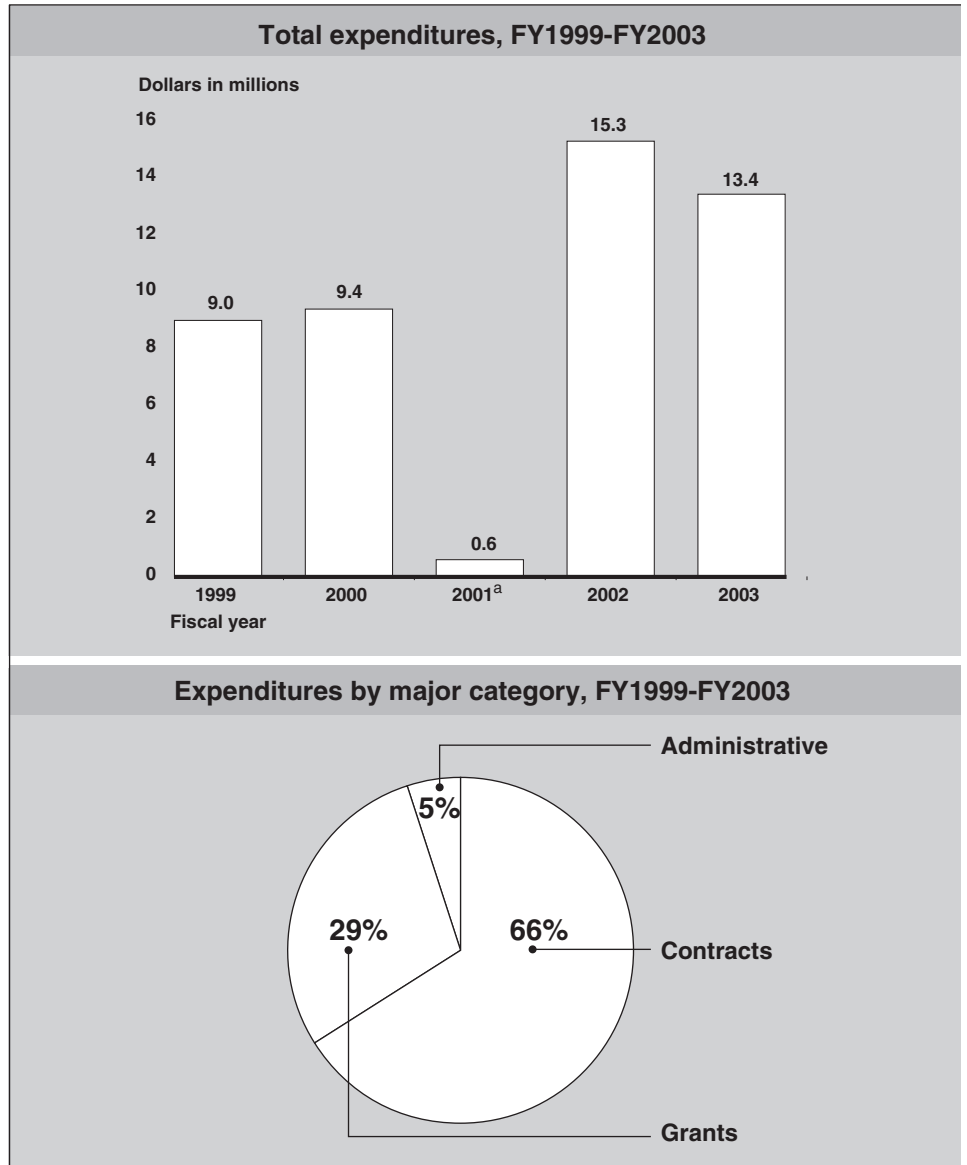 Total expenditures, FY1999-FY2003
Dollars in millions
16
14
12
10
8
6
4
2
0
9.0
9.4
0.6
15.3
13.4
1999
2000
2001a
2002
2003
Fiscal year
Expenditures by major category, FY1999-FY2003
Administrative
5%
29%
66%
Contracts
Grants